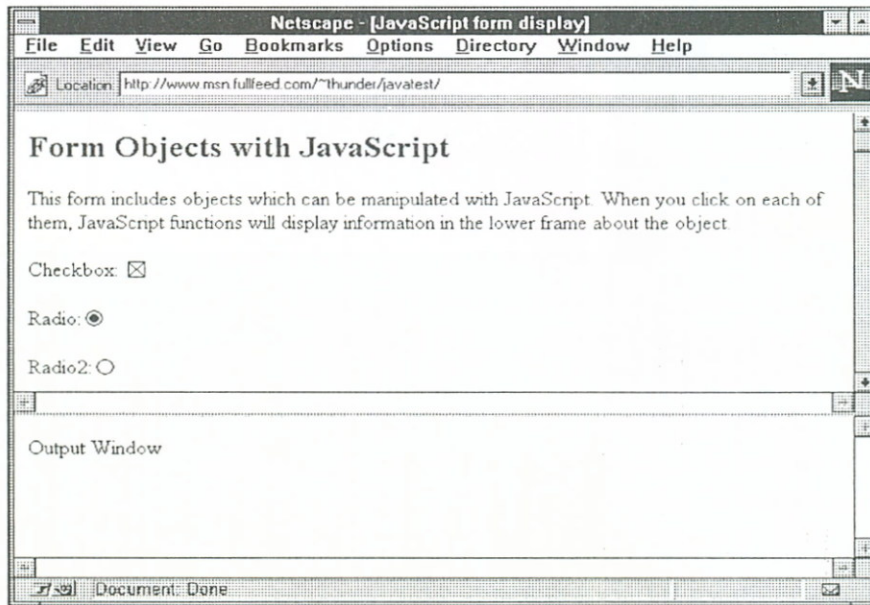 Netscape - [JavaScript form display]
File Edit View Go Bookmarks Options Directory Window Help
Location: http://www.msn.fullfeed.com/~thunder/javatest/
N
Form Objects with JavaScript
This form includes objects which can be manipulated with JavaScript. When you click on each of
them, JavaScript functions will display information in the lower frame about the object.
Checkbox:
Radio:
Radio2:
Output Window
Document: Done